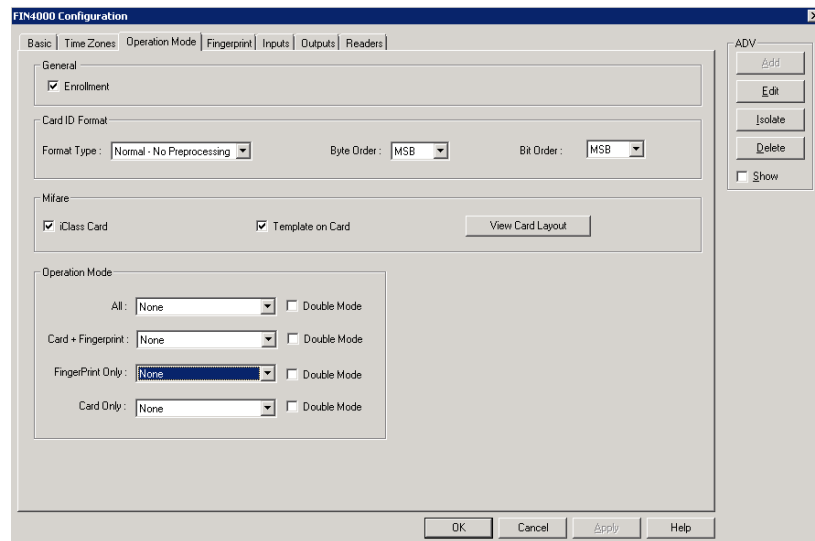 FIN4000 Configuration
Basic Time Zones Operation Mode Fingerprint Inputs Outputs Readers
General
Enrollment
Card ID Format
Format Type : Normal - No Preprocessing Byte Order : MSB Bit Order : MSB
Mifare
iClass Card Template on Card View Card Layout
Operation Mode
All : None Double Mode
Card + Fingerprint : None Double Mode
FingerPrint Only : None Double Mode
Card Only : None Double Mode
ADV
Add
Edit
Isolate
Delete
Show
OK Cancel Apply Help